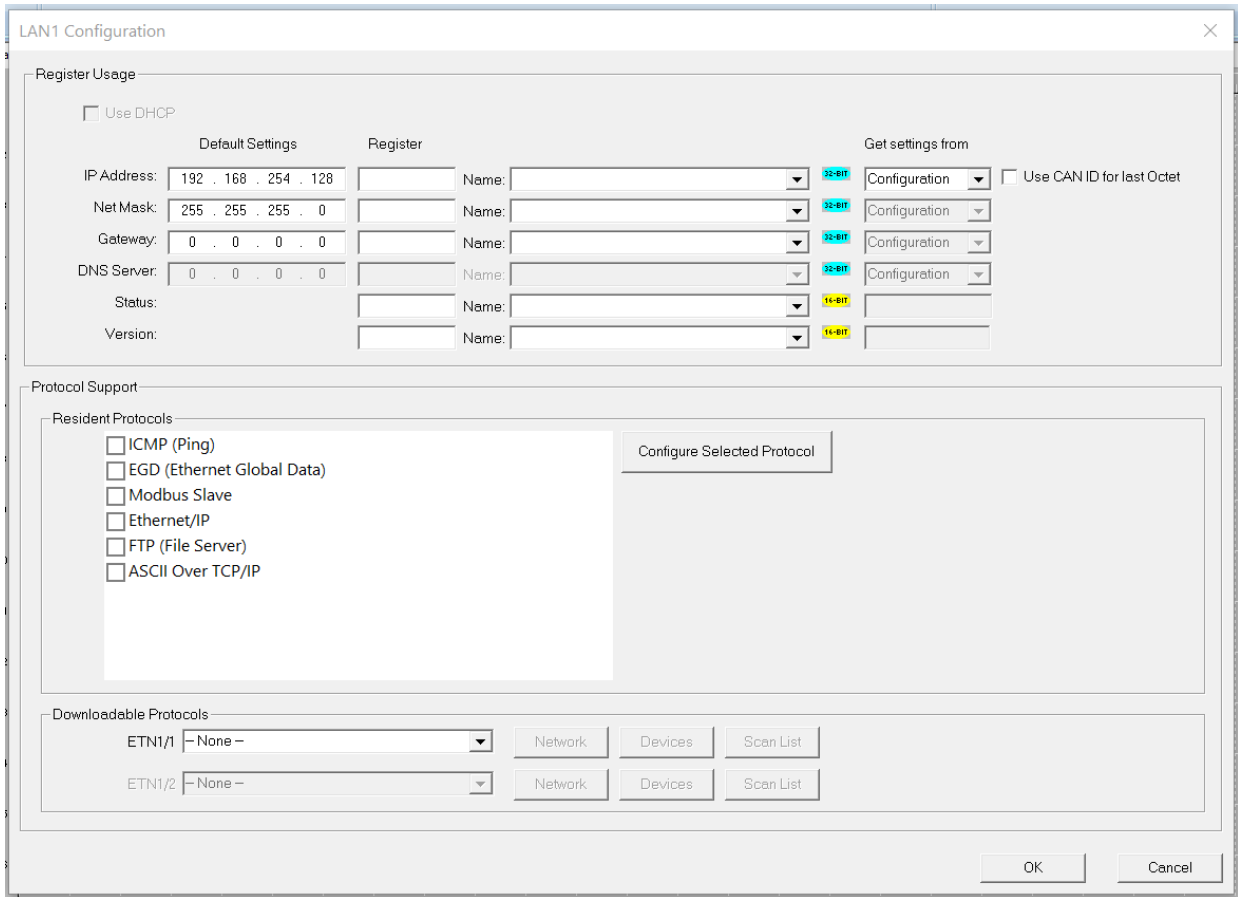 LAN1 Configuration
Register Usage
Use DHCP
Default Settings Register Get settings from
IP Address: 192 . 168 . 254 . 128 Name: 32-BIT Configuration Use CAN ID for last Octet
Net Mask: 255 . 255 . 255 . 0 Name: 32-BIT Configuration
Gateway: 0 . 0 . 0 . 0 Name: 32-BIT Configuration
DNS Server: 0 . 0 . 0 . 0 Name: 32-BIT Configuration
Status: Name: 16-BIT
Version: Name: 16-BIT
Protocol Support
Resident Protocols
ICMP (Ping) Configure Selected Protocol
EGD (Ethernet Global Data)
Modbus Slave
Ethernet/IP
FTP (File Server)
ASCII Over TCP/IP
Downloadable Protocols
ETN1/1 – None – Network Devices Scan List
ETN1/2 – None – Network Devices Scan List
OK Cancel